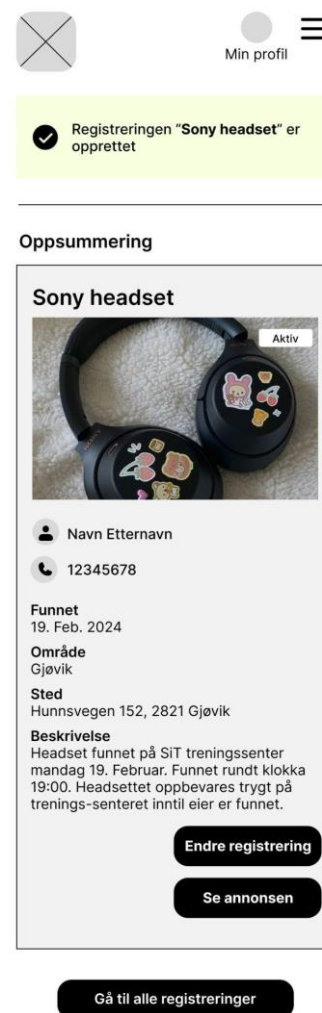 Min profil
Registreringen “Sony headset” er
opprettet
Oppsummering
Sony headset
Aktiv
Navn Etternavn
12345678
Funnet
19. Feb. 2024
Område
Gjøvik
Sted
Hunnsvegen 152, 2821 Gjøvik
Beskrivelse
Headset funnet på SiT treningssenter
mandag 19. Februar. Funnet rundt klokka
19:00. Headsettet oppbevares trygt på
trenings-senteret inntil eier er funnet.
Endre registrering
Se annonsen
Gå til alle registreringer